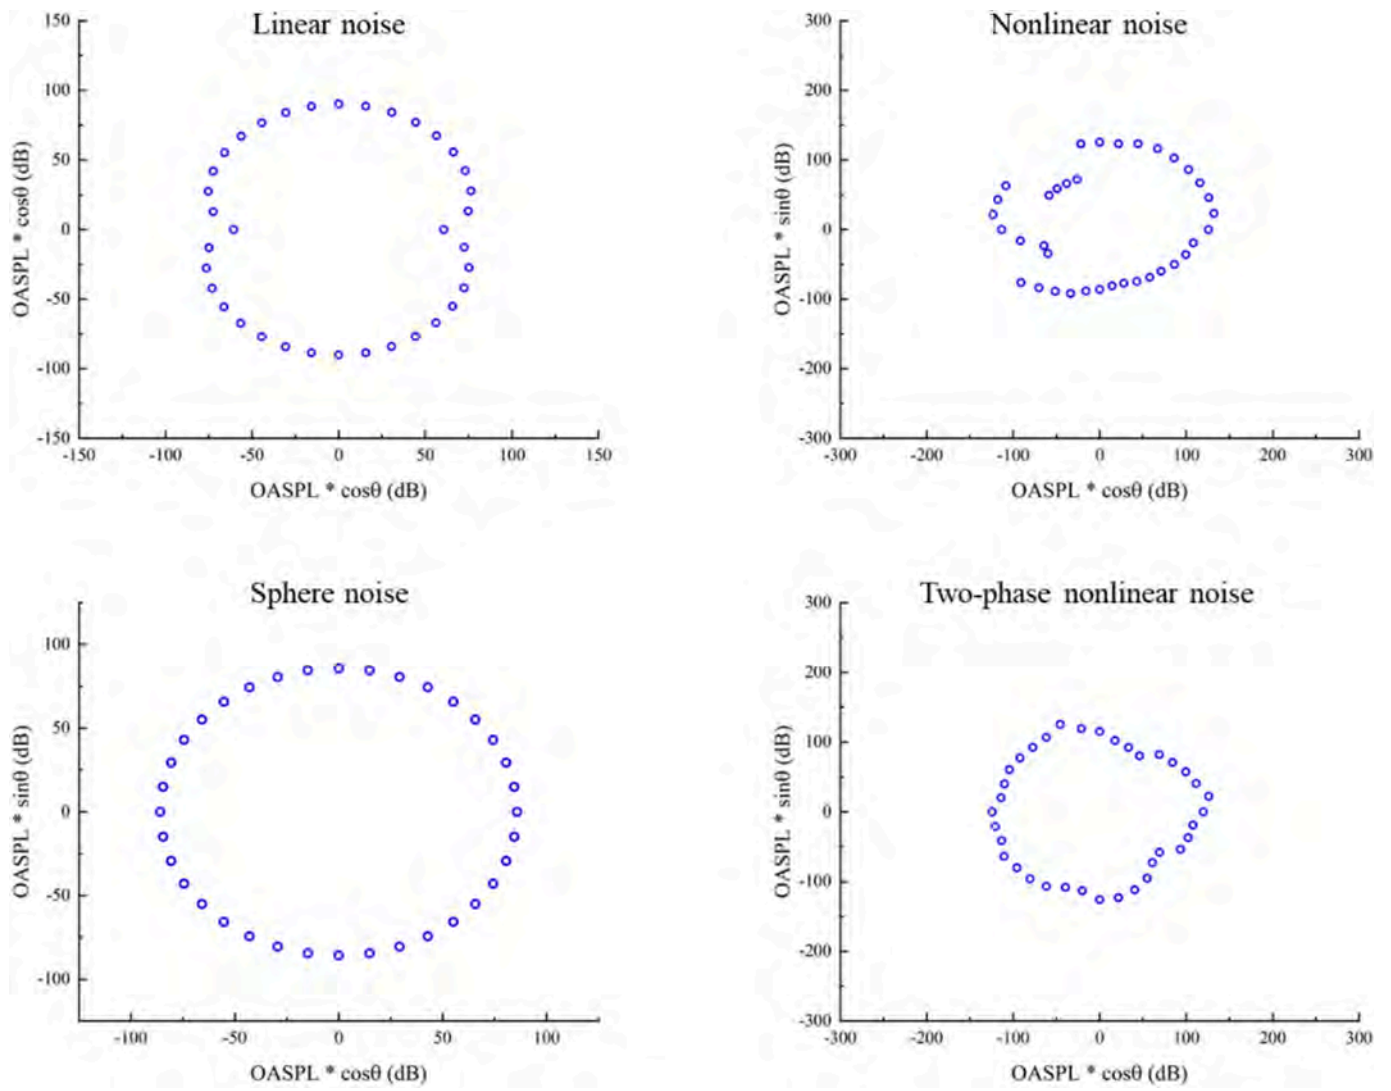 Linear noise
150
100
50
0
-50
-100
-150
OASPL * cosθ (dB)
-150 -100 -50 0 50 100 150
OASPL * cosθ (dB)
Nonlinear noise
300
200
100
0
-100
-200
-300
OASPL * sinθ (dB)
-300 -200 -100 0 100 200 300
OASPL * cosθ (dB)
Sphere noise
100
50
0
-50
-100
OASPL * sinθ (dB)
-100 -50 0 50 100
OASPL * cosθ (dB)
Two-phase nonlinear noise
300
200
100
0
-100
-200
-300
OASPL * sinθ (dB)
-300 -200 -100 0 100 200 300
OASPL * cosθ (dB)